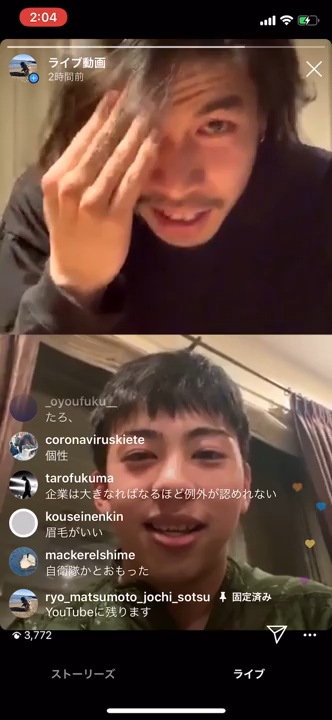 2:04
ライブ動画
2時間前
_oyoufuku__
たろ、
coronaviruskiete
個性
tarofukuma
企業は大きなればなるほど例外が認めれない
kouseinenkin
眉毛がいい
mackerelshime
自衛隊かとおもった
ryo_matsumoto_jochi_sotsu 固定済み
YouTubeに残ります
3,772
ストーリーズ ライブ